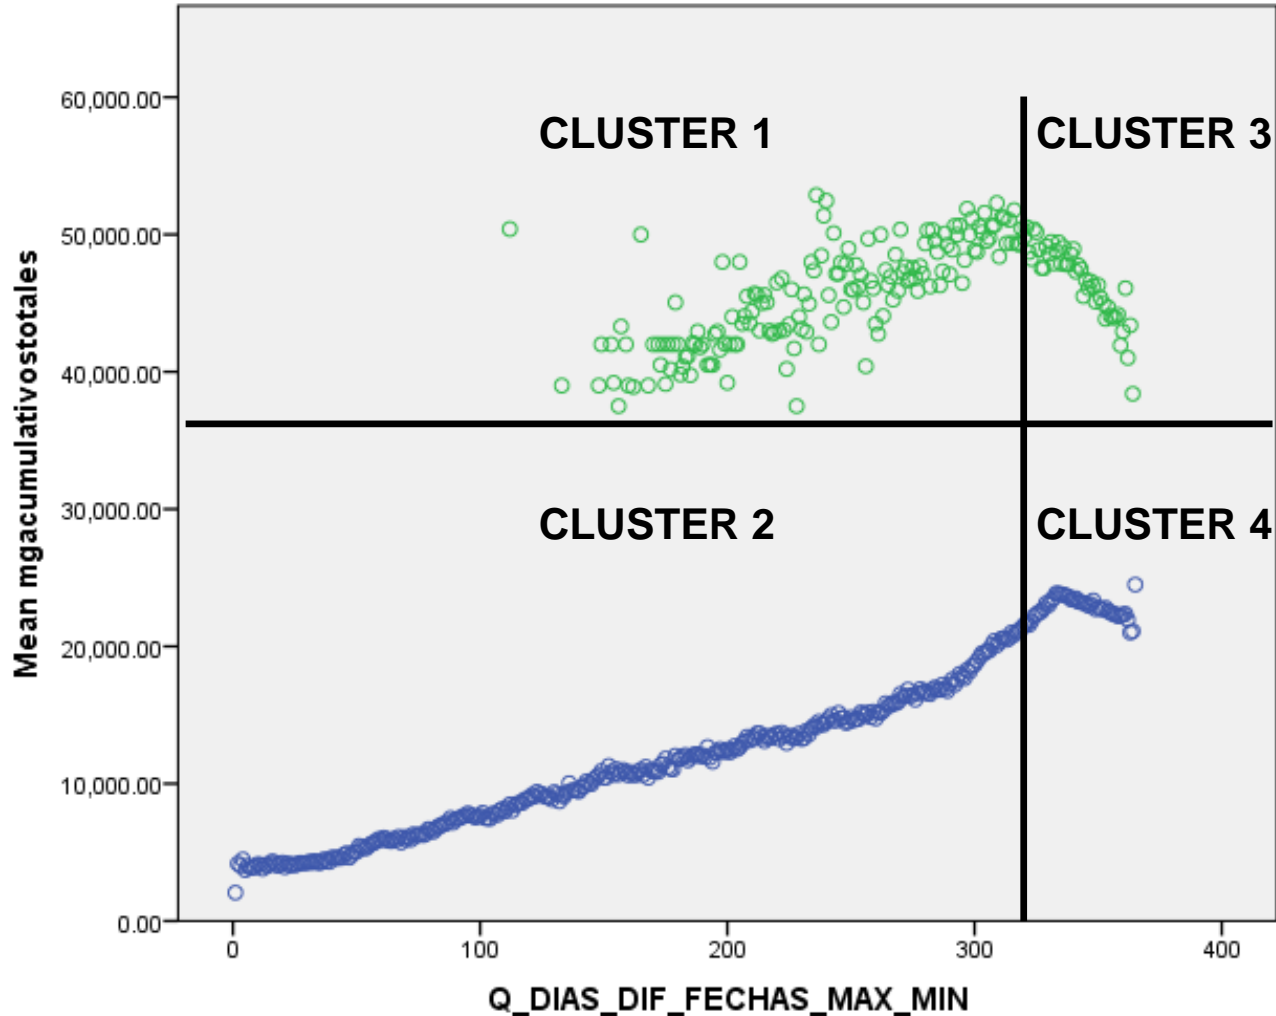 60,000.00
50,000.00
40,000.00
30,000.00
20,000.00
10,000.00
0.00
Mean mgacumulativostotales
CLUSTER 1
CLUSTER 3
CLUSTER 2
CLUSTER 4
0 100 200 300 400
Q_DIAS_DIF_FECHAS_MAX_MIN